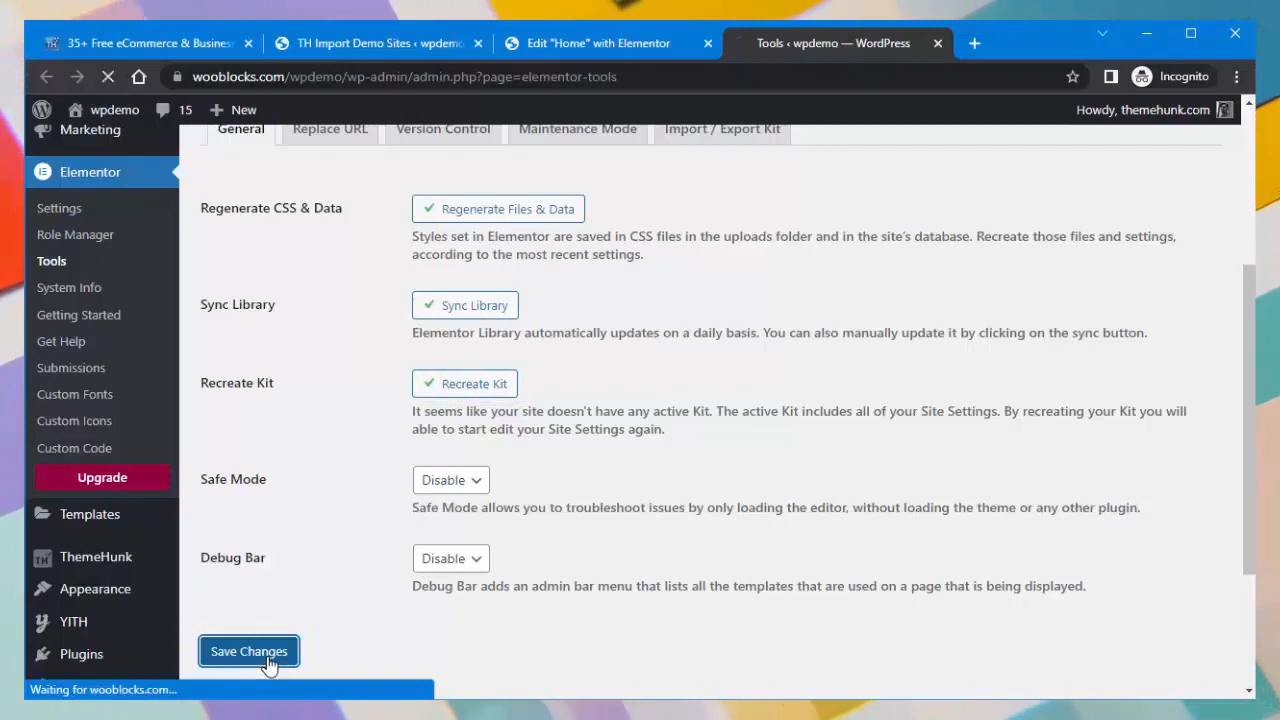 35+ Free eCommerce & Busines
TH Import Demo Sites ‹ wpdemo
Edit "Home" with Elementor
Tools ‹ wpdemo — WordPress
wooblocks.com/wpdemo/wp-admin/admin.php?page=elementor-tools
Incognito
wpdemo
15
New
Howdy, themehunk.com
Marketing
Elementor
Settings
Role Manager
Tools
System Info
Getting Started
Get Help
Submissions
Custom Fonts
Custom Icons
Custom Code
Upgrade
Templates
ThemeHunk
Appearance
YITH
Plugins
General
Replace URL
Version Control
Maintenance Mode
Import / Export Kit
Regenerate CSS & Data
Regenerate Files & Data
Styles set in Elementor are saved in CSS files in the uploads folder and in the site's database. Recreate those files and settings,
according to the most recent settings.
Sync Library
Sync Library
Elementor Library automatically updates on a daily basis. You can also manually update it by clicking on the sync button.
Recreate Kit
Recreate Kit
It seems like your site doesn't have any active Kit. The active Kit includes all of your Site Settings. By recreating your Kit you will
able to start edit your Site Settings again.
Safe Mode
Disable
Safe Mode allows you to troubleshoot issues by only loading the editor, without loading the theme or any other plugin.
Debug Bar
Disable
Debug Bar adds an admin bar menu that lists all the templates that are used on a page that is being displayed.
Save Changes
Waiting for wooblocks.com...